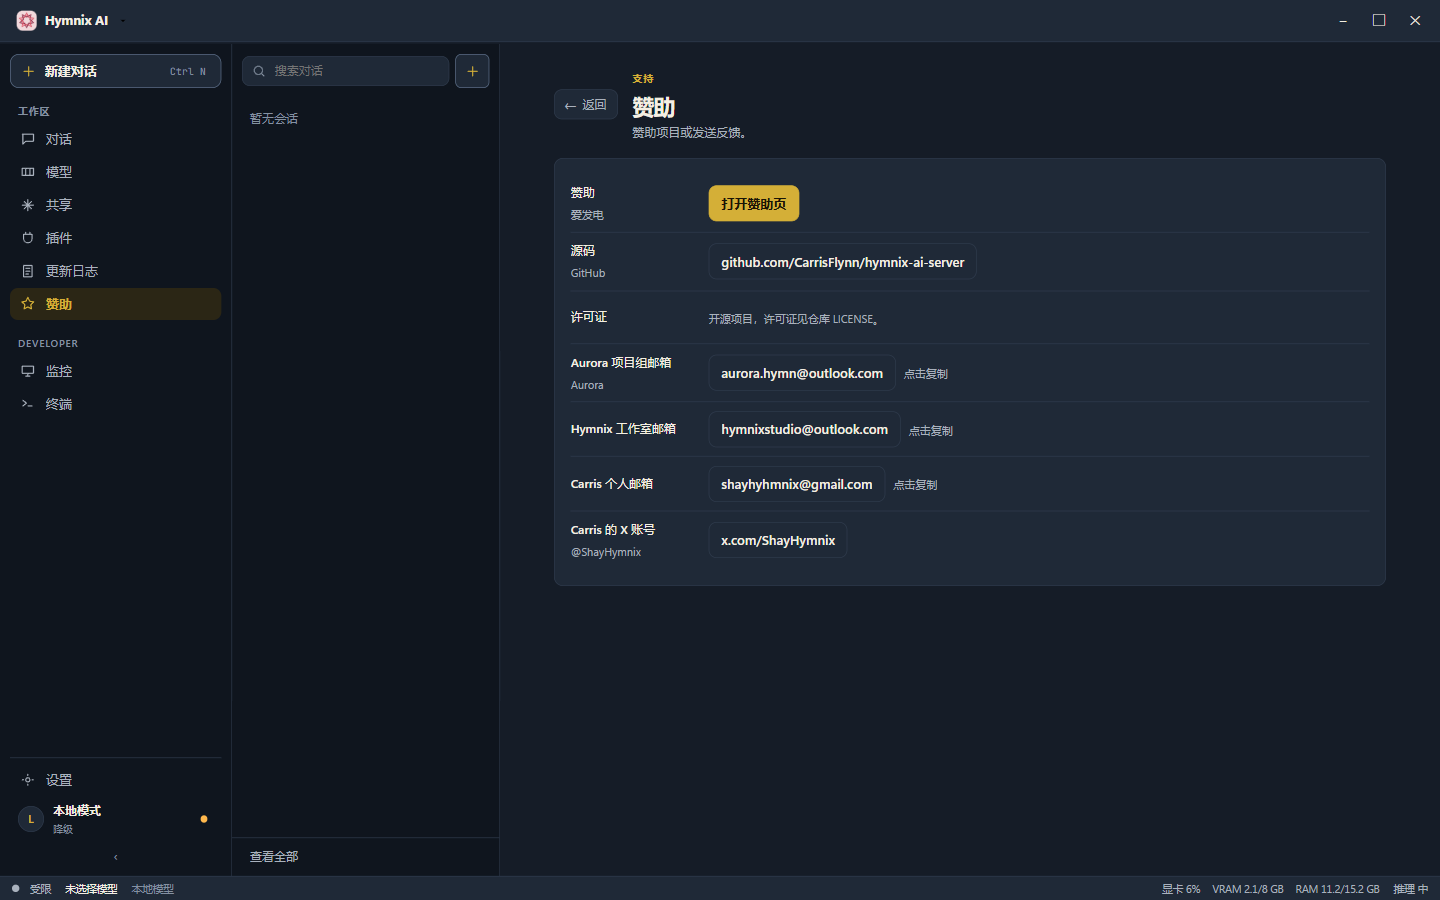 Hymnix AI
新建对话
Ctrl N
工作区
对话
模型
共享
插件
更新日志
赞助
DEVELOPER
监控
终端
设置
L
本地模式
降级
搜索对话
暂无会话
查看全部
← 返回
支持
赞助
赞助项目或发送反馈。
赞助
爱发电
打开赞助页
源码
GitHub
github.com/CarrisFlynn/hymnix-ai-server
许可证
开源项目，许可证见仓库 LICENSE。
Aurora 项目组邮箱
Aurora
aurora.hymn@outlook.com
点击复制
Hymnix 工作室邮箱
hymnixstudio@outlook.com
点击复制
Carris 个人邮箱
shayhyhmnix@gmail.com
点击复制
Carris 的 X 账号
@ShayHymnix
x.com/ShayHymnix
受限
未选择模型
本地模型
显卡 6%
VRAM 2.1/8 GB
RAM 11.2/15.2 GB
推理 中